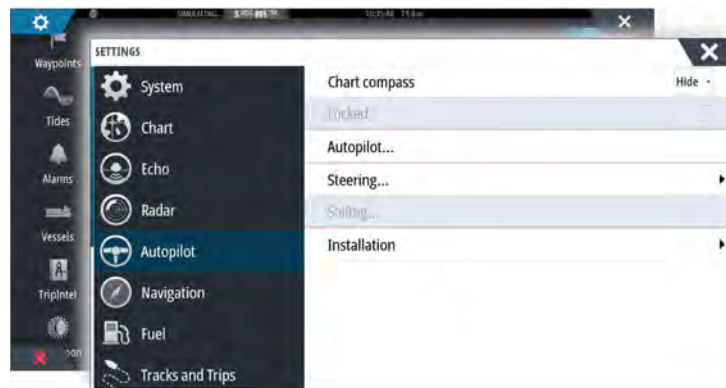 SIMULATING...
SETTINGS
Waypoints
Tides
Alarms
Vessels
TripIntel
System
Chart
Echo
Radar
Autopilot
Navigation
Fuel
Tracks and Trips
Chart compass
Hide
Locked
Autopilot...
Steering...
Sailing...
Installation